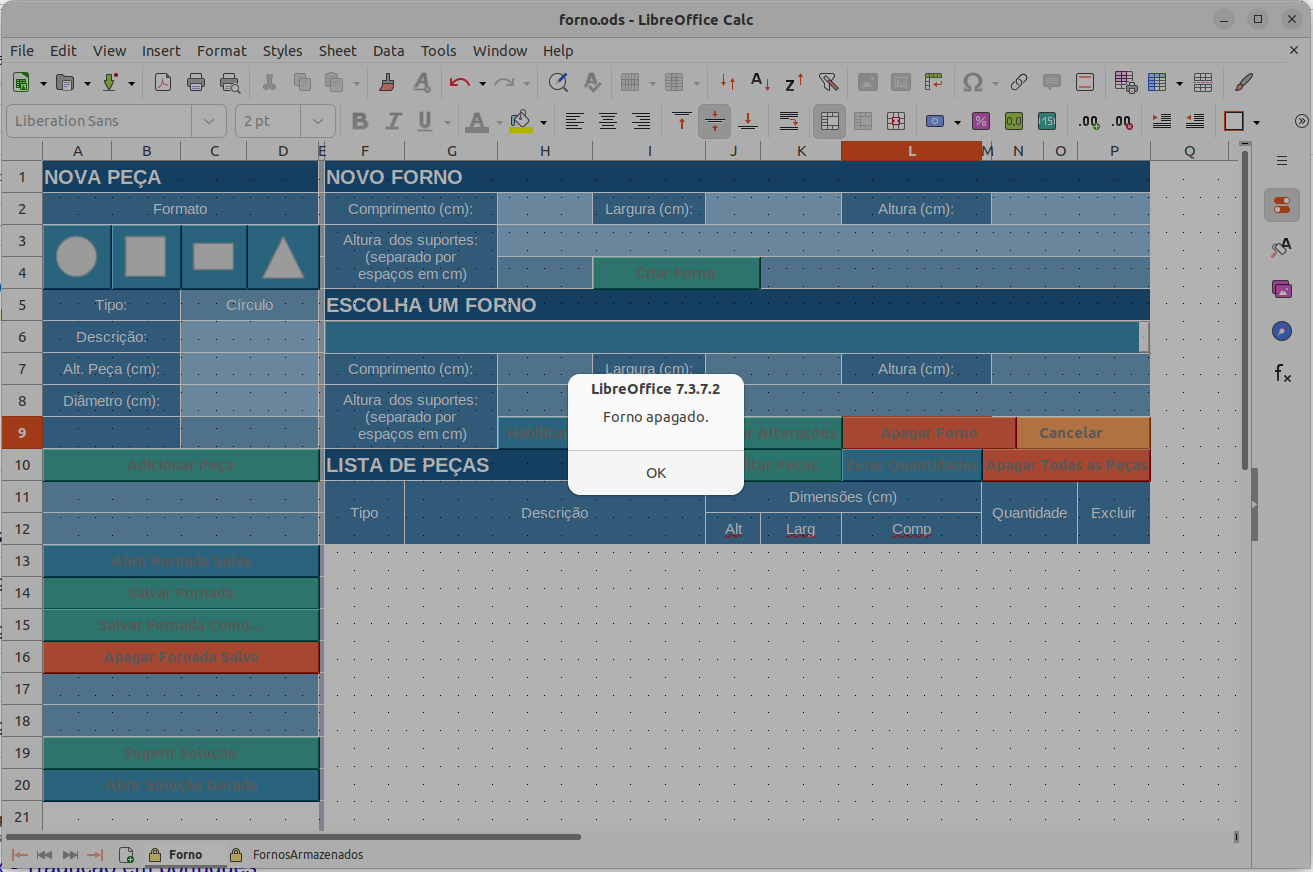 forno.ods - LibreOffice Calc
File Edit View Insert Format Styles Sheet Data Tools Window Help
Liberation Sans 2 pt
A B C D E F G H I J K L M N O P Q
1 NOVA PEÇA NOVO FORNO
2 Formato Comprimento (cm): Largura (cm): Altura (cm):
3 Altura dos suportes:
(separado por
4 espaços em cm) Criar Forno
5 Tipo: Círculo ESCOLHA UM FORNO
6 Descrição:
7 Alt. Peça (cm): Comprimento (cm): Largura (cm): Altura (cm):
8 Diâmetro (cm): Altura dos suportes:
(separado por
9 espaços em cm) Alterações Apagar Forno Cancelar
10 Adicionar Peça LISTA DE PEÇAS Peças Zerar Quantidades Apagar Todas as Peças
11 Tipo Descrição Dimensões (cm) Quantidade Excluir
12 Alt Larg Comp
13 Abrir Fornada Salva
14 Salvar Fornada
15 Salvar Fornada Como...
16 Apagar Fornada Salva
17
18
19 Sugerir Solução
20 Abrir Solução Gerada
21
LibreOffice 7.3.7.2
Forno apagado.
OK
Forno FornosArmazenados